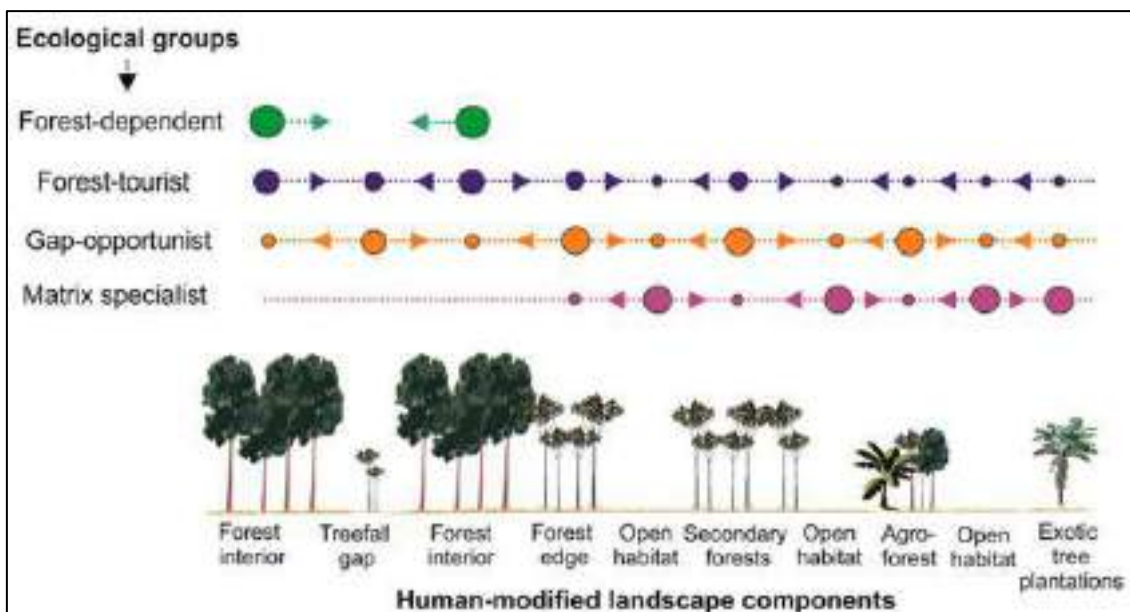 Ecological groups
Forest-dependent
Forest-tourist
Gap-opportunist
Matrix specialist
Forest Treefall Forest Forest Open Secondary Open Agro- Open Exotic
interior gap interior edge habitat forests habitat forest habitat tree
plantations
Human-modified landscape components